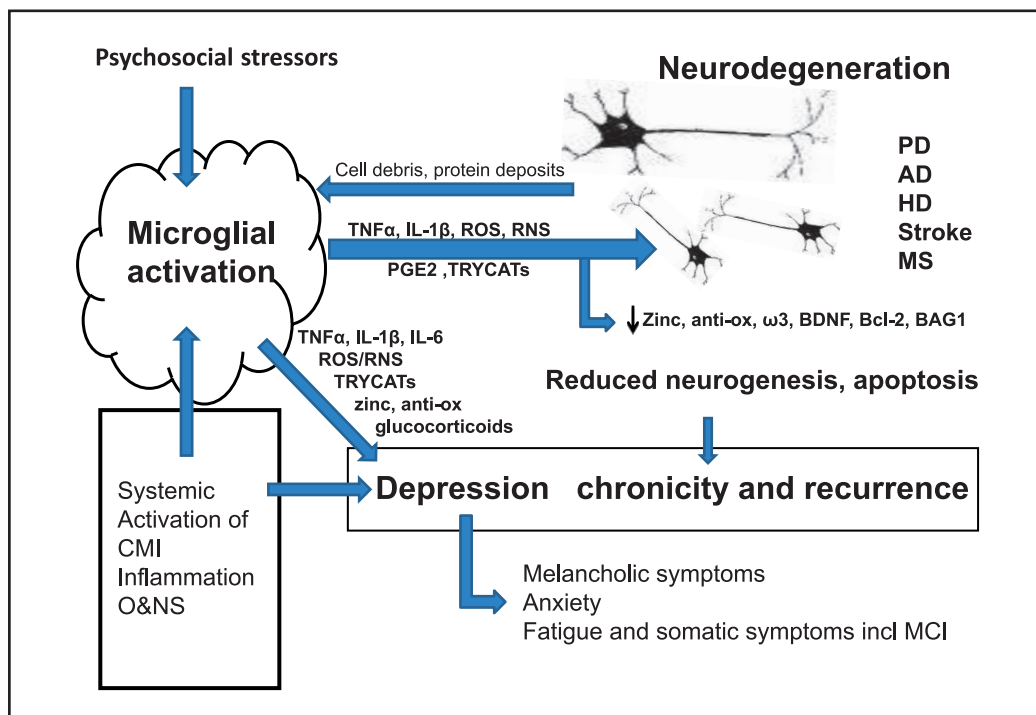 Psychosocial stressors
Neurodegeneration
PD
AD
HD
Stroke
MS
Cell debris, protein deposits
Microglial
activation
TNFα, IL-1β, ROS, RNS
PGE2 ,TRYCATs
↓ Zinc, anti-ox, ω3, BDNF, Bcl-2, BAG1
TNFα, IL-1β, IL-6
ROS/RNS
TRYCATs
zinc, anti-ox
glucocorticoids
Reduced neurogenesis, apoptosis
Systemic
Activation of
CMI
Inflammation
O&NS
Depression chronicity and recurrence
Melancholic symptoms
Anxiety
Fatigue and somatic symptoms incl MCI